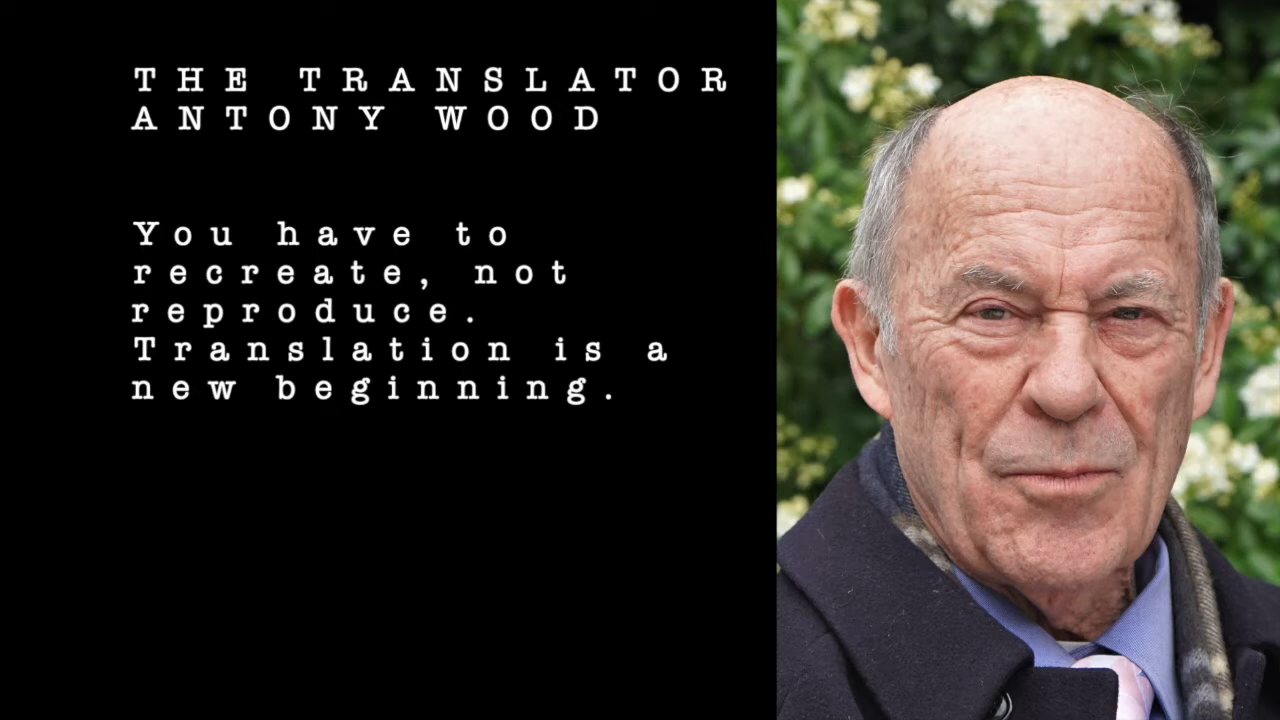 THE TRANSLATOR
ANTONY WOOD
You have to
recreate, not
reproduce.
Translation is a
new beginning.